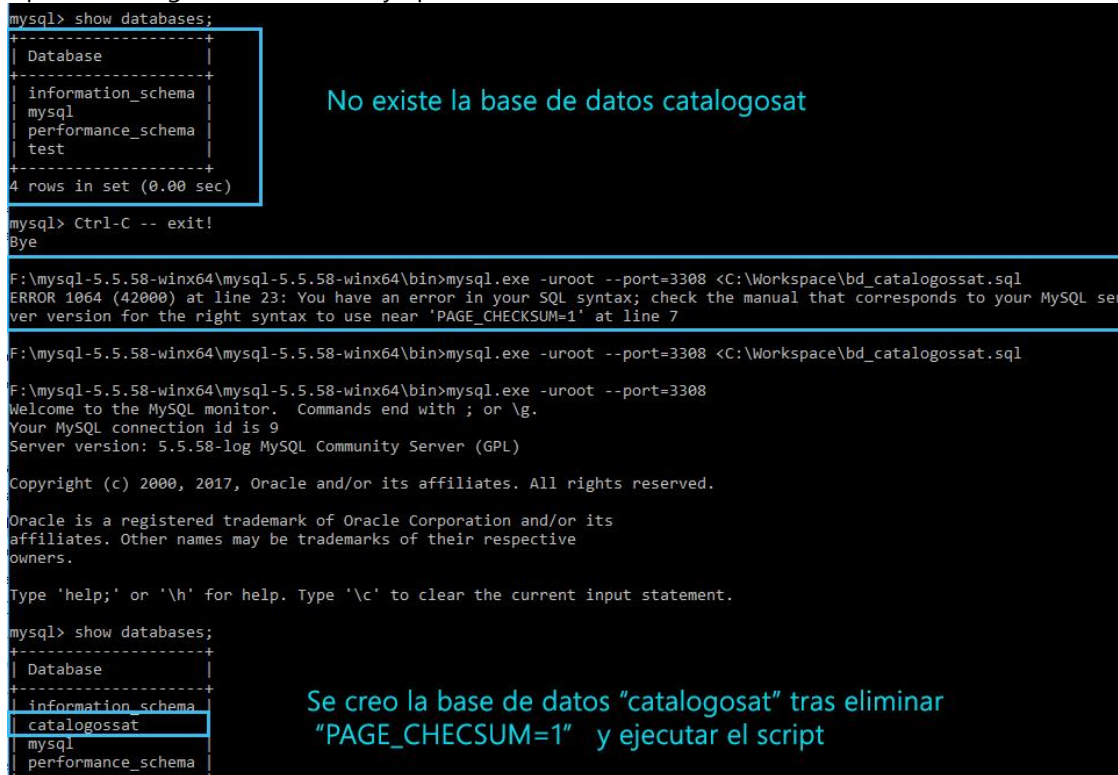 mysql> show databases;
+--------------------+
| Database |
+--------------------+
| information_schema |
| mysql |
| performance_schema |
| test |
+--------------------+
4 rows in set (0.00 sec)
No existe la base de datos catalogosat
mysql> Ctrl-C -- exit!
Bye
F:\mysql-5.5.58-winx64\mysql-5.5.58-winx64\bin>mysql.exe -uroot --port=3308 <C:\Workspace\bd_catalogossat.sql
ERROR 1064 (42000) at line 23: You have an error in your SQL syntax; check the manual that corresponds to your MySQL ser
ver version for the right syntax to use near 'PAGE_CHECKSUM=1' at line 7
F:\mysql-5.5.58-winx64\mysql-5.5.58-winx64\bin>mysql.exe -uroot --port=3308 <C:\Workspace\bd_catalogossat.sql
F:\mysql-5.5.58-winx64\mysql-5.5.58-winx64\bin>mysql.exe -uroot --port=3308
Welcome to the MySQL monitor.  Commands end with ; or \g.
Your MySQL connection id is 9
Server version: 5.5.58-log MySQL Community Server (GPL)
Copyright (c) 2000, 2017, Oracle and/or its affiliates. All rights reserved.
Oracle is a registered trademark of Oracle Corporation and/or its
affiliates. Other names may be trademarks of their respective
owners.
Type 'help;' or '\h' for help. Type '\c' to clear the current input statement.
mysql> show databases;
+--------------------+
| Database |
+--------------------+
| information_schema |
| catalogossat |
| mysql |
| performance_schema |
Se creo la base de datos "catalogosat" tras eliminar
"PAGE_CHECSUM=1" y ejecutar el script